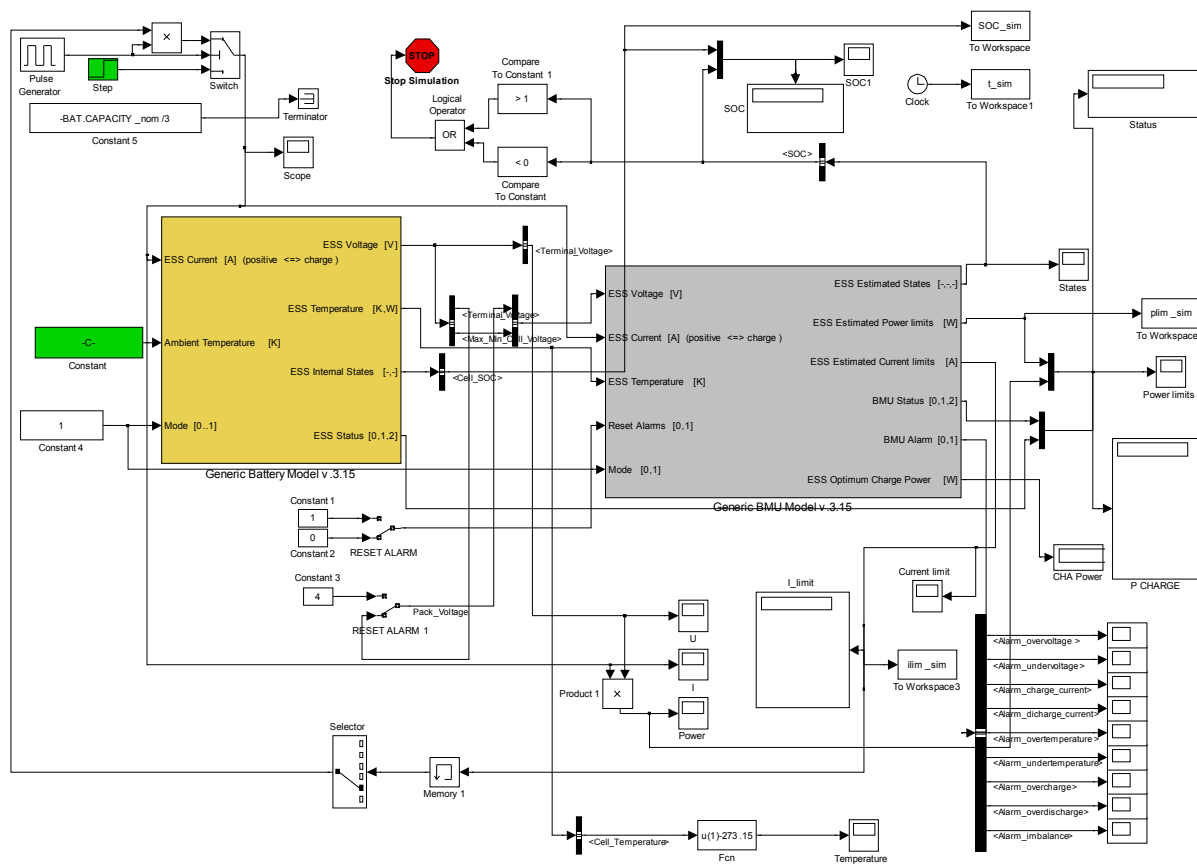 SOC_sim
To Workspace
×
Pulse
Generator
Step
Switch
STOP
Stop Simulation
Compare
To Constant 1
> 1
Logical
Operator
OR
SOC
SOC1
Clock
t_sim
To Workspace1
Status
-BAT.CAPACITY _nom /3
Constant 5
Terminator
Scope
< 0
Compare
To Constant
<SOC>
ESS Voltage [V]
ESS Current [A] (positive <=> charge )
ESS Temperature [K,W]
Ambient Temperature [K]
ESS Internal States [-,-]
Mode [0..1]
ESS Status [0,1,2]
Generic Battery Model v .3.15
-C-
Constant
1
Constant 4
<Terminal_Voltage>
<Terminal_Voltage>
<Max_Min_Cell_Voltage>
<Cell_SOC>
ESS Voltage [V]
ESS Current [A] (positive <=> charge )
ESS Temperature [K]
Reset Alarms [0,1]
Mode [0,1]
ESS Estimated States [-,-,-]
ESS Estimated Power limits [W]
ESS Estimated Current limits [A]
BMU Status [0,1,2]
BMU Alarm [0,1]
ESS Optimum Charge Power [W]
Generic BMU Model v .3.15
States
plim _sim
To Workspace
Power limits
Constant 1
1
0
Constant 2
RESET ALARM
Constant 3
4
Pack_Voltage
RESET ALARM 1
CHA Power
P CHARGE
Current limit
I_limit
U
I
Product 1
×
Power
ilim _sim
To Workspace3
<Alarm_overvoltage >
<Alarm_undervoltage>
<Alarm_charge_current>
<Alarm_dicharge_current>
<Alarm_overtemperature>
<Alarm_undertemperature>
<Alarm_overcharge>
<Alarm_overdischarge>
<Alarm_imbalance>
Selector
Memory 1
<Cell_Temperature>
u(1)-273 .15
Fcn
Temperature